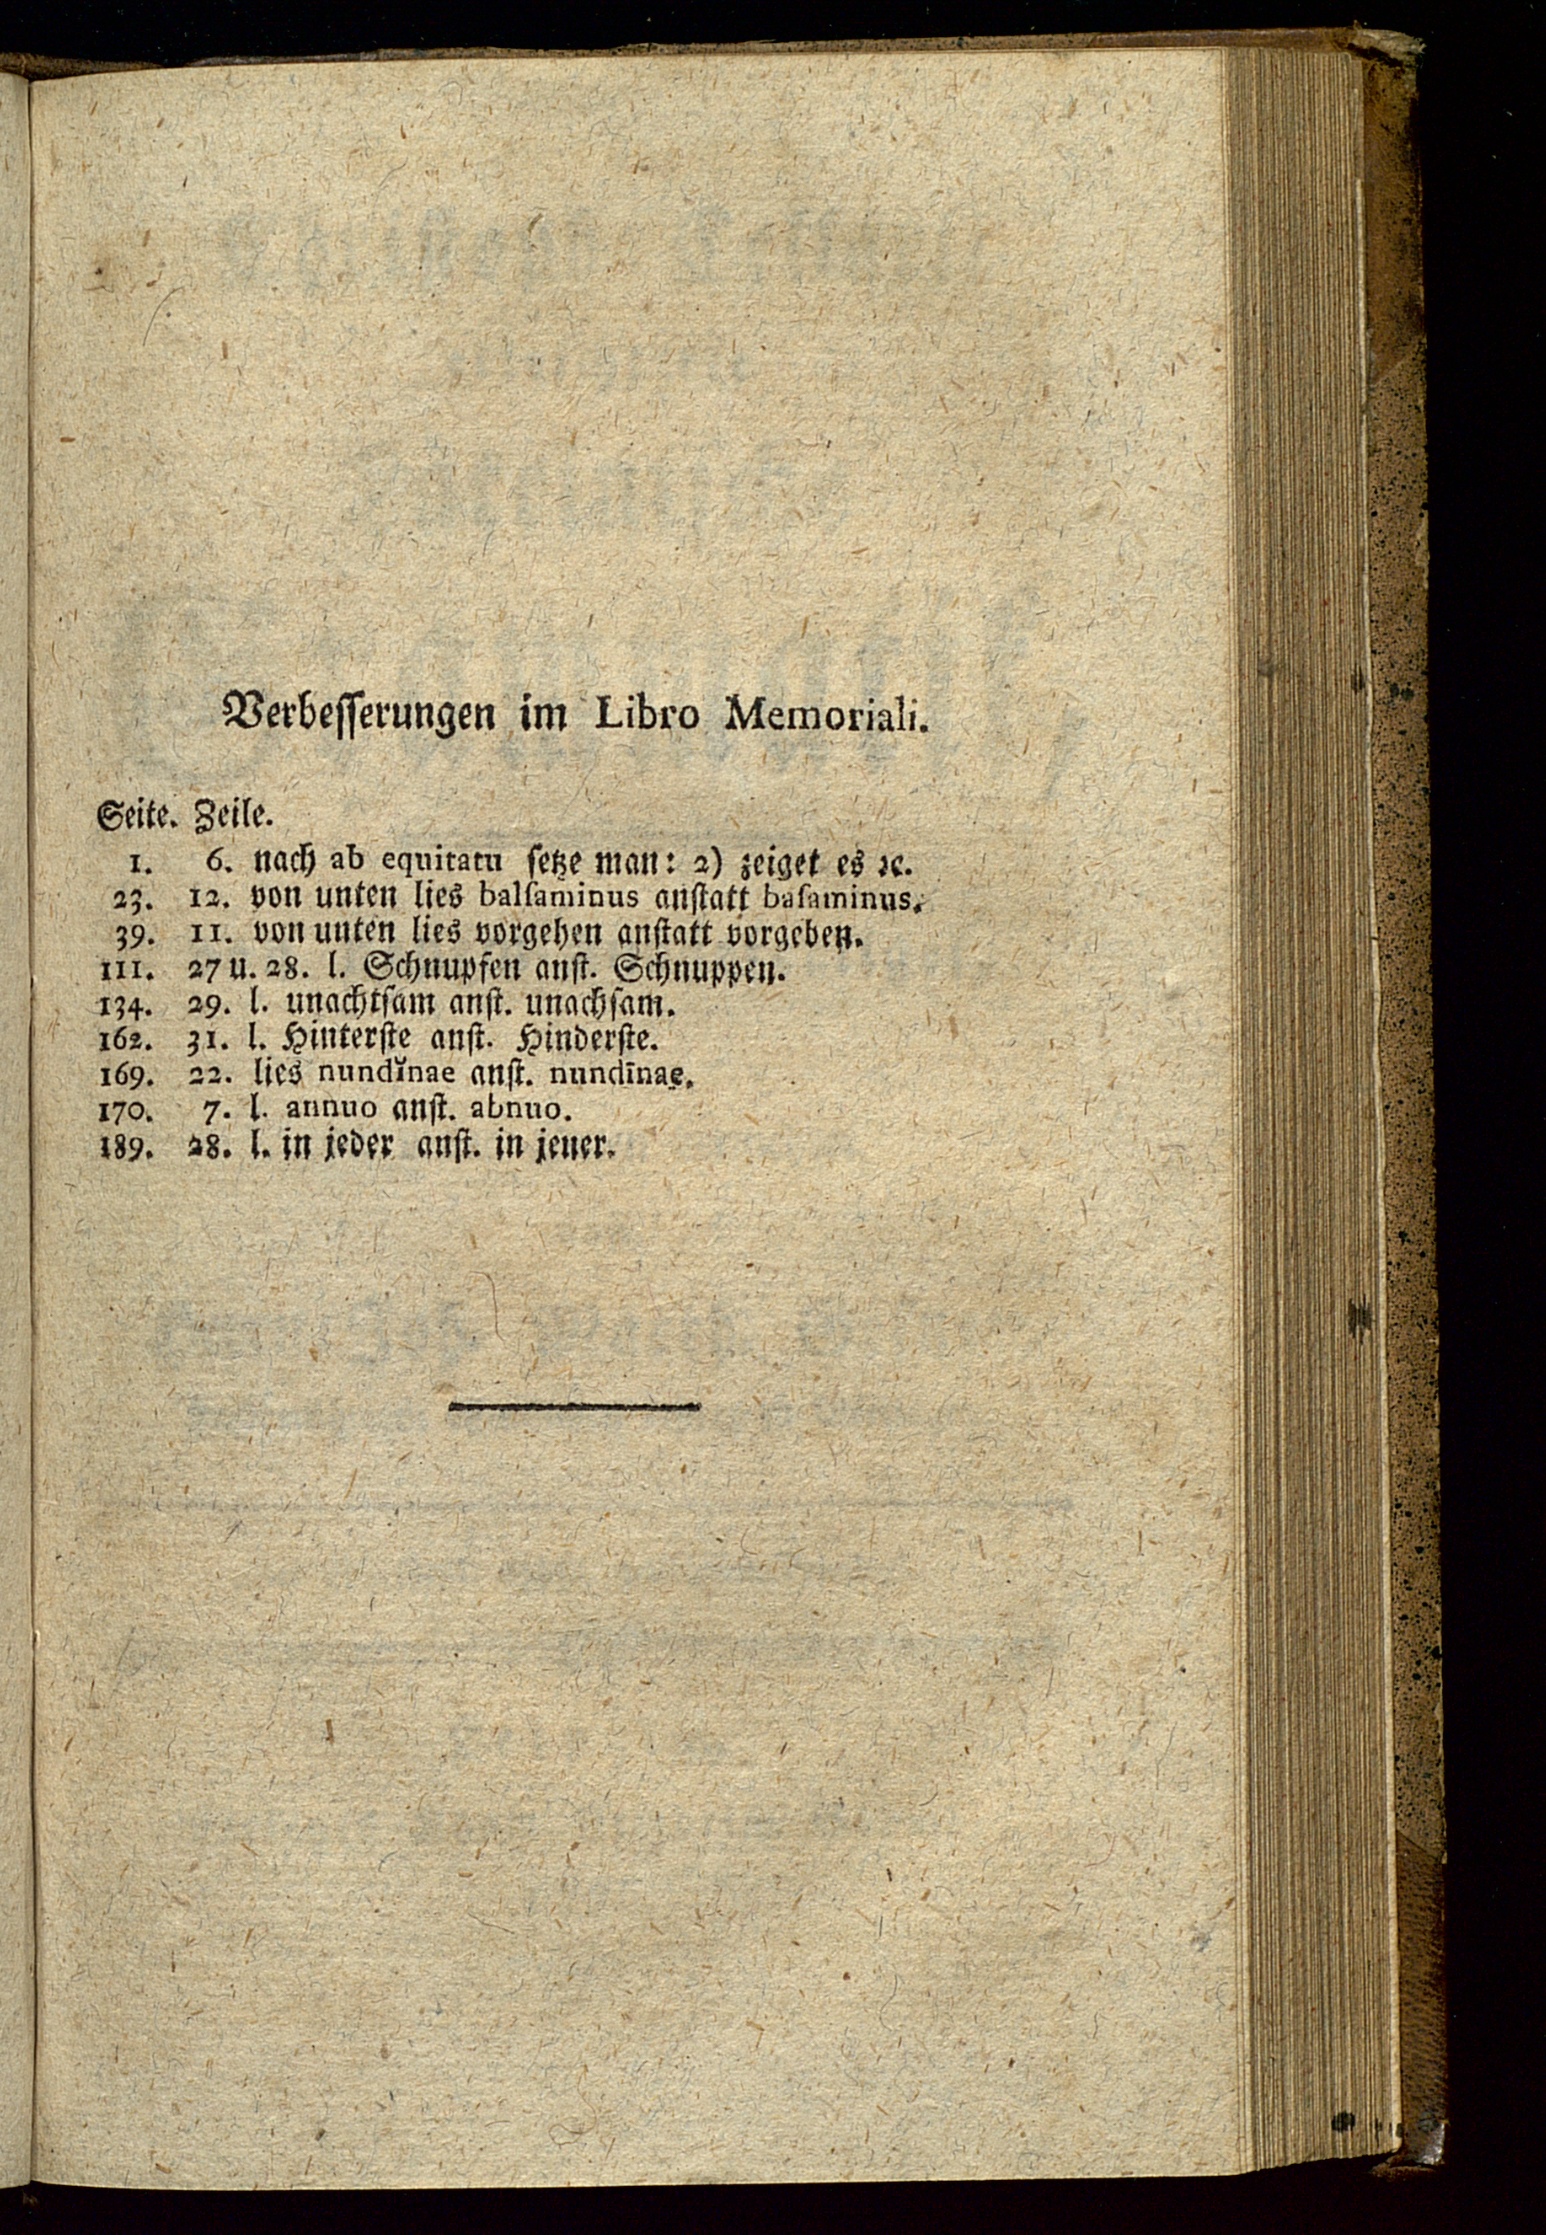 Verbesserungen im Libro Memoriali.
Seite. Zeile.
1. 6. nach ab equitatu setze man: 2) zeiget es ꝛc.
23. 12. von unten lies balsaminus anstatt basaminus.
39. 11. von unten lies vorgehen anstatt vorgeben.
111. 27 u. 28. l. Schnupfen anst. Schnuppen.
134. 29. l. unachtsam anst. unachsam.
162. 31. l. Hinterste anst. Hinderste.
169. 22. lies nundĭnae anst. nundīnae.
170. 7. l. annuo anst. abnuo.
189. 28. l. in jeder anst. in jener.